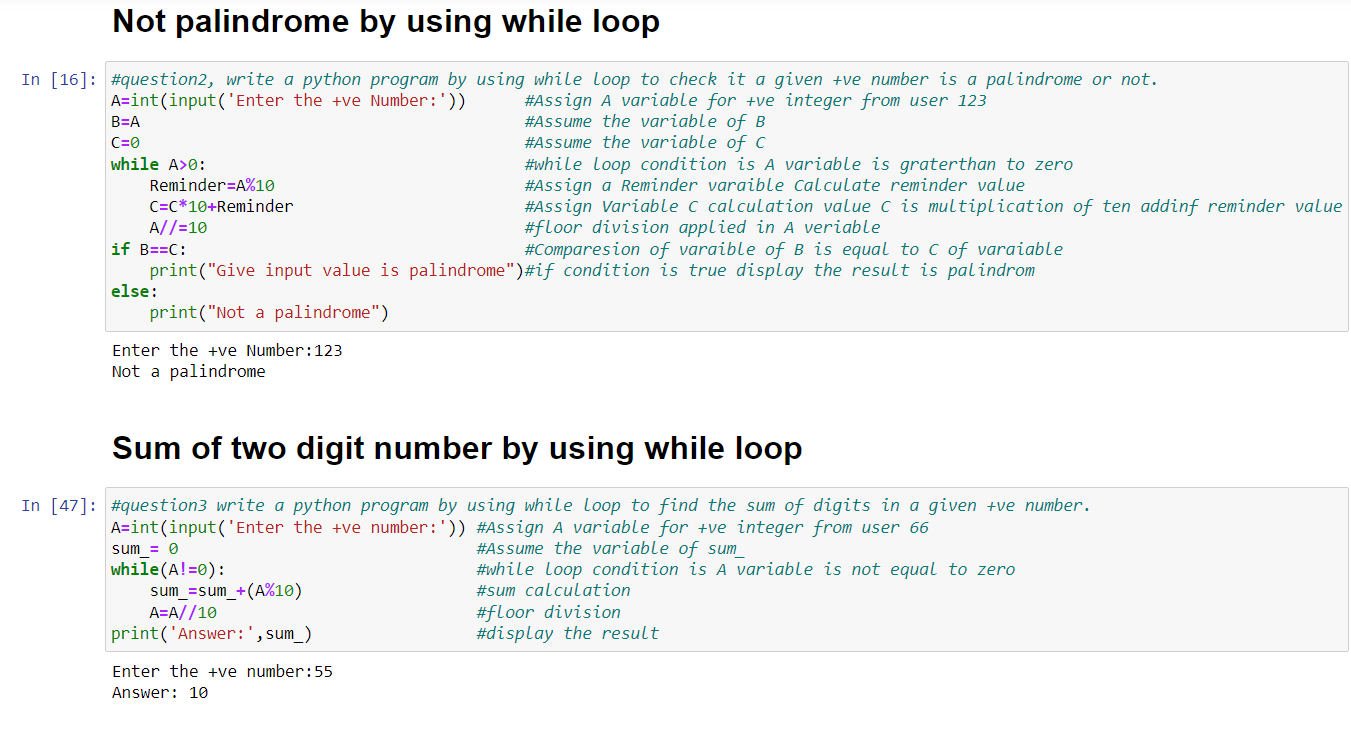 Not palindrome by using while loop
In [16]: #question2, write a python program by using while loop to check it a given +ve number is a palindrome or not.
A=int(input('Enter the +ve Number:')) #Assign A variable for +ve integer from user 123
B=A #Assume the variable of B
C=0 #Assume the variable of C
while A>0: #while loop condition is A variable is graterthan to zero
Reminder=A%10 #Assign a Reminder varaible Calculate reminder value
C=C*10+Reminder #Assign Variable C calculation value C is multiplication of ten addinf reminder value
A//=10 #floor division applied in A veriable
if B==C: #Comparesion of varaible of B is equal to C of varaiable
print("Give input value is palindrome")#if condition is true display the result is palindrom
else:
print("Not a palindrome")
Enter the +ve Number:123
Not a palindrome
Sum of two digit number by using while loop
In [47]: #question3 write a python program by using while loop to find the sum of digits in a given +ve number.
A=int(input('Enter the +ve number:')) #Assign A variable for +ve integer from user 66
sum_= 0 #Assume the variable of sum_
while(A!=0): #while loop condition is A variable is not equal to zero
sum_=sum_+(A%10) #sum calculation
A=A//10 #floor division
print('Answer:',sum_) #display the result
Enter the +ve number:55
Answer: 10